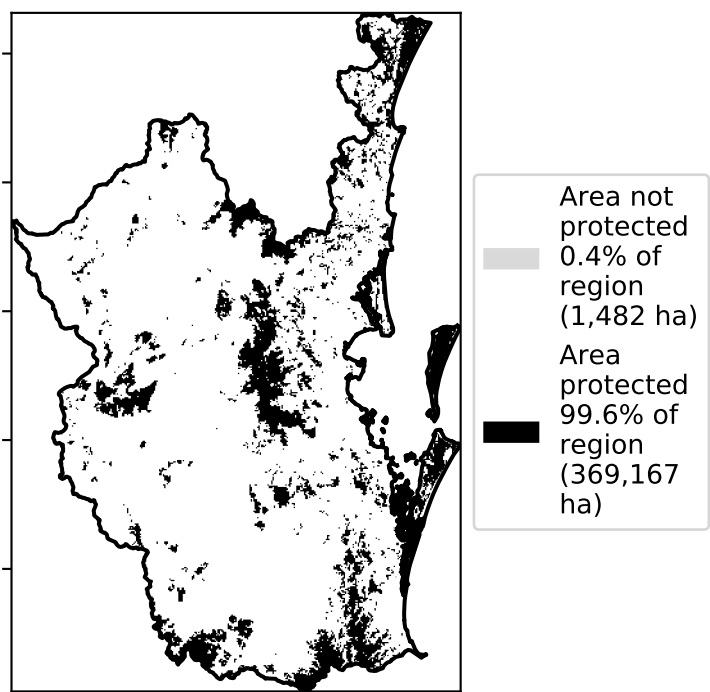 Area not
protected
0.4% of
region
(1,482 ha)
Area
protected
99.6% of
region
(369,167
ha)